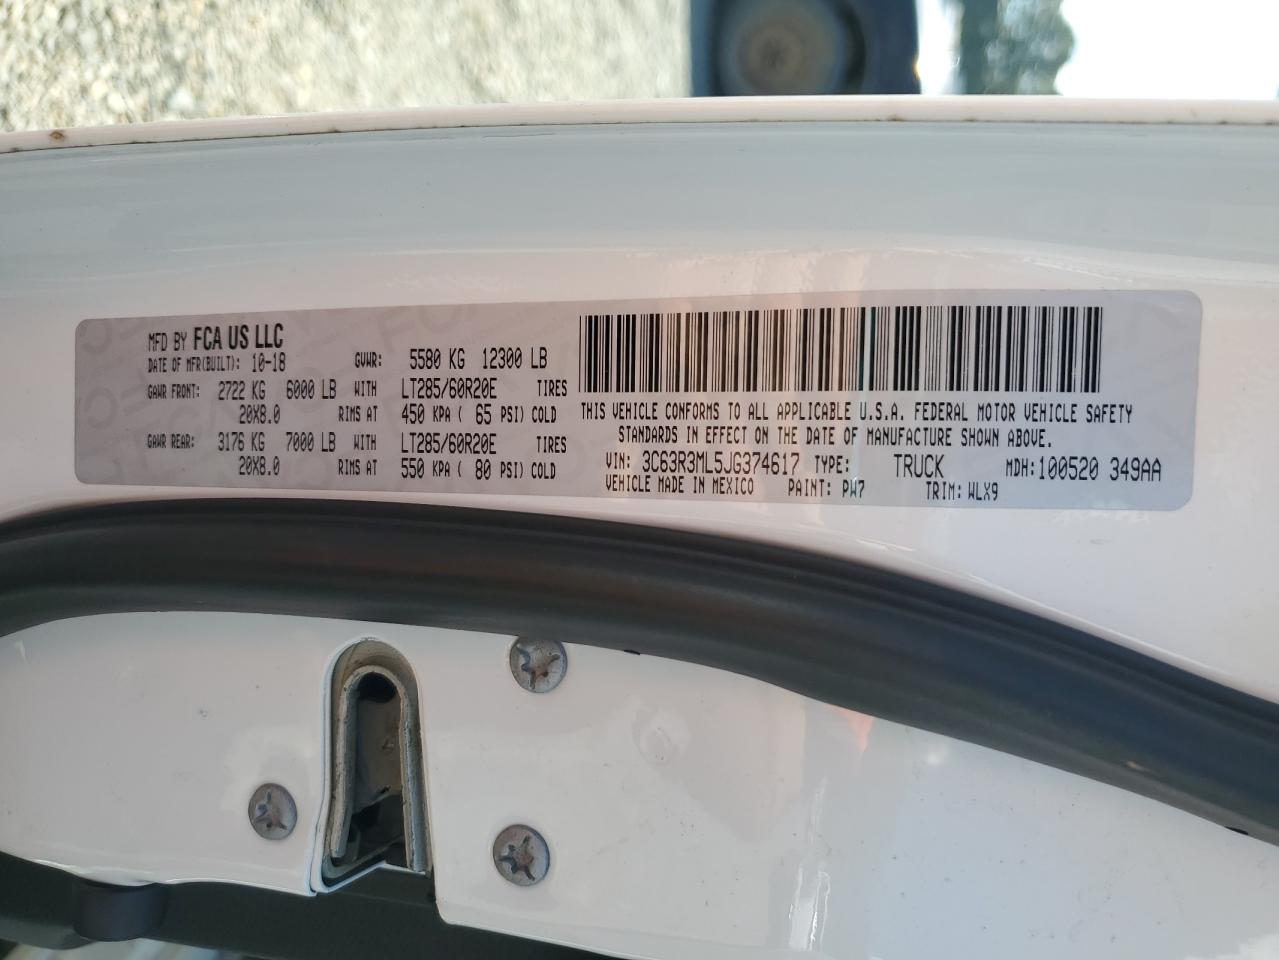 MFD BY FCA US LLC
DATE OF MFR(BUILT): 10-18 GVWR: 5580 KG 12300 LB
GAWR FRONT: 2722 KG 6000 LB WITH LT285/60R20E TIRES
20X8.0 RIMS AT 450 KPA ( 65 PSI) COLD
GAWR REAR: 3176 KG 7000 LB WITH LT285/60R20E TIRES
20X8.0 RIMS AT 550 KPA ( 80 PSI) COLD
THIS VEHICLE CONFORMS TO ALL APPLICABLE U.S.A. FEDERAL MOTOR VEHICLE SAFETY
STANDARDS IN EFFECT ON THE DATE OF MANUFACTURE SHOWN ABOVE.
VIN: 3C63R3ML5JG374617 TYPE: TRUCK MDH:100520 349AA
VEHICLE MADE IN MEXICO PAINT: PW7 TRIM: WLX9